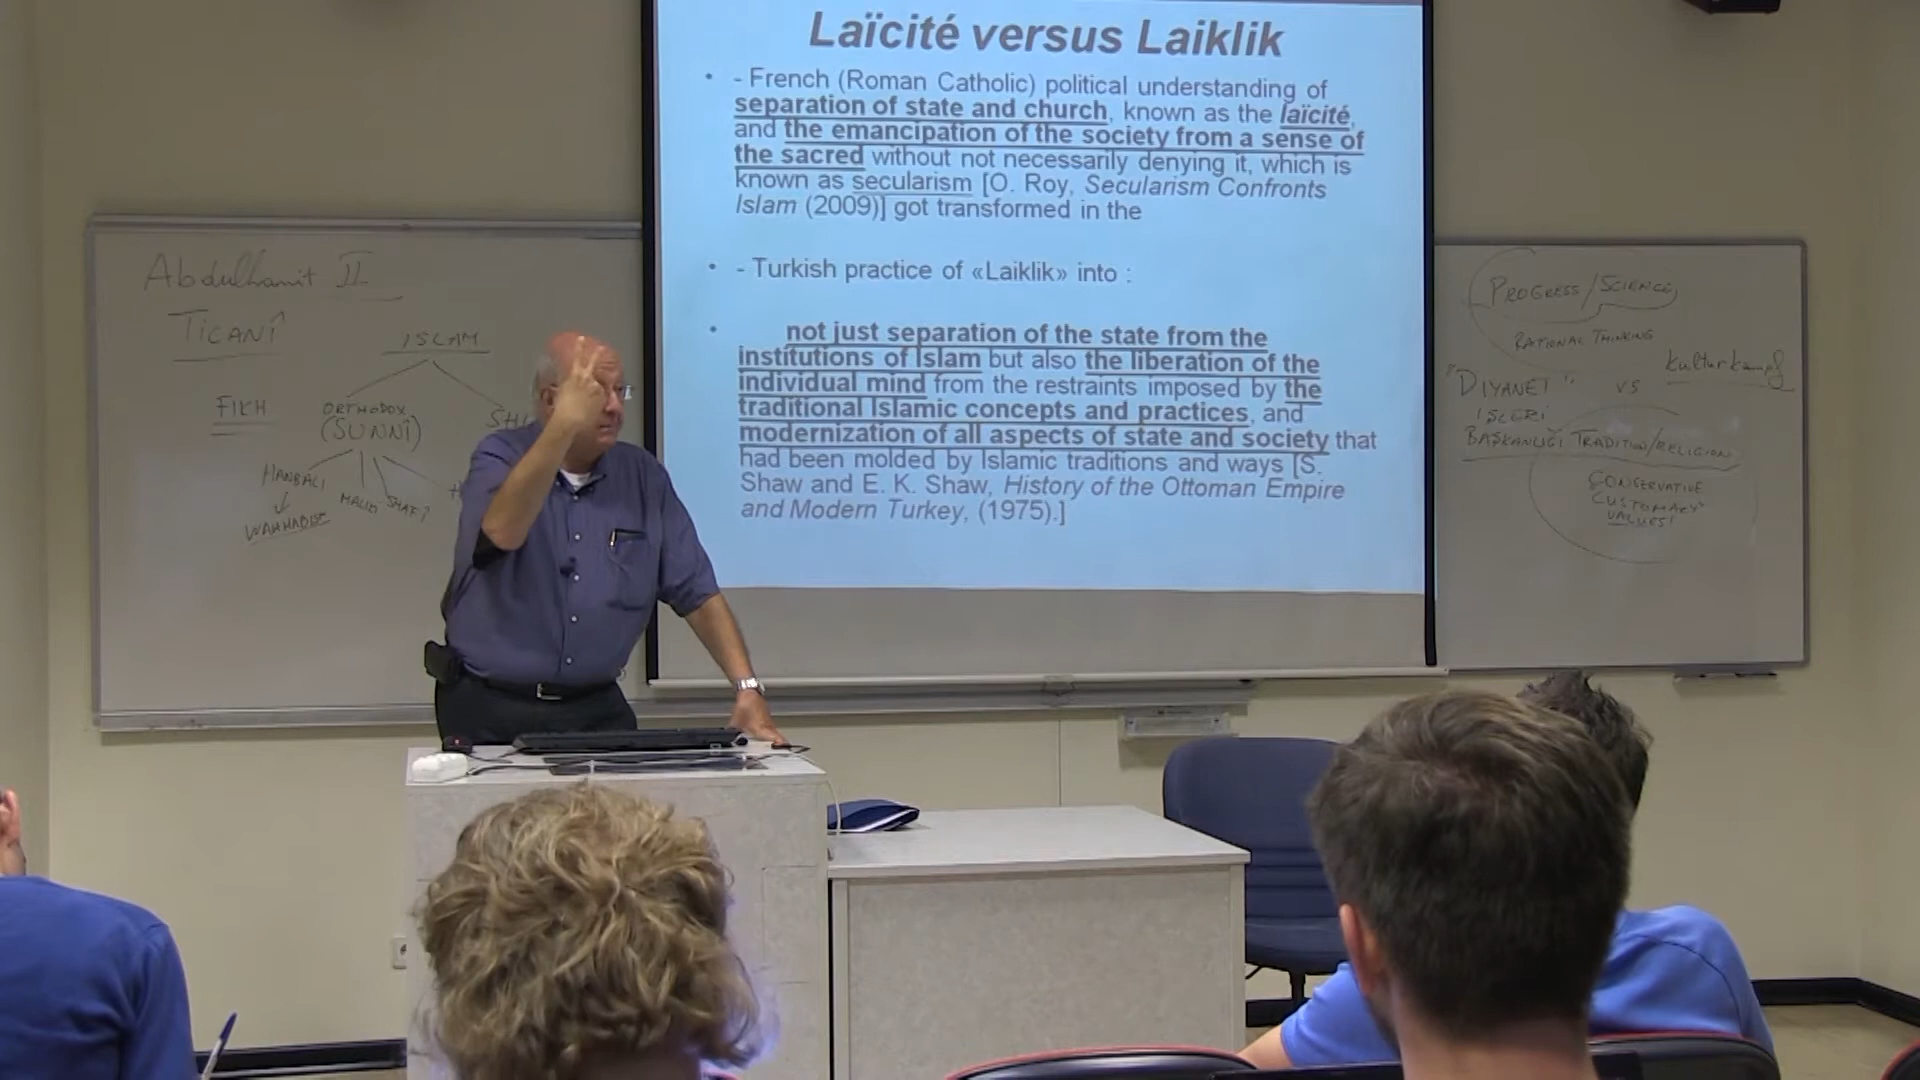 Laïcité versus Laiklik
• - French (Roman Catholic) political understanding of
separation of state and church, known as the laïcité,
and the emancipation of the society from a sense of
the sacred without not necessarily denying it, which is
known as secularism [O. Roy, Secularism Confronts
Islam (2009)] got transformed in the
• - Turkish practice of «Laiklik» into :
• not just separation of the state from the
institutions of Islam but also the liberation of the
individual mind from the restraints imposed by the
traditional Islamic concepts and practices, and
modernization of all aspects of state and society that
had been molded by Islamic traditions and ways [S.
Shaw and E. K. Shaw, History of the Ottoman Empire
and Modern Turkey, (1975).]
Abdulhamit II
TICANÎ
ISLAM
FIKH
ORTHODOX
(SUNNÎ)
HANBALI
WAHHABISE
PROGRESS/SCIENCE
RATIONAL THINKING
Kulturkampf
"DIYANET"
VS
ISLERI
BAŞKANLIĞI
TRADITION/RELIGION
CONSERVATIVE
CUSTOMARY
VALUES!